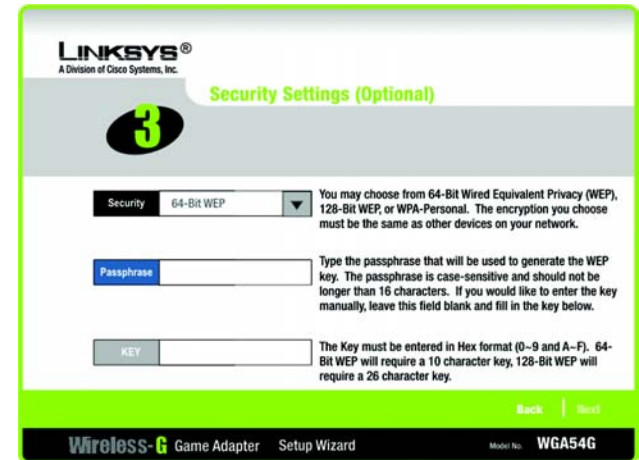 LINKSYS®
A Division of Cisco Systems, Inc.
Security Settings (Optional)
3
Security
64-Bit WEP
You may choose from 64-Bit Wired Equivalent Privacy (WEP),
128-Bit WEP, or WPA-Personal. The encryption you choose
must be the same as other devices on your network.
Passphrase
Type the passphrase that will be used to generate the WEP
key. The passphrase is case-sensitive and should not be
longer than 16 characters. If you would like to enter the key
manually, leave this field blank and fill in the key below.
KEY
The Key must be entered in Hex format (0~9 and A~F). 64-
Bit WEP will require a 10 character key, 128-Bit WEP will
require a 26 character key.
Back | Next
Wireless-G Game Adapter Setup Wizard Model No. WGA54G